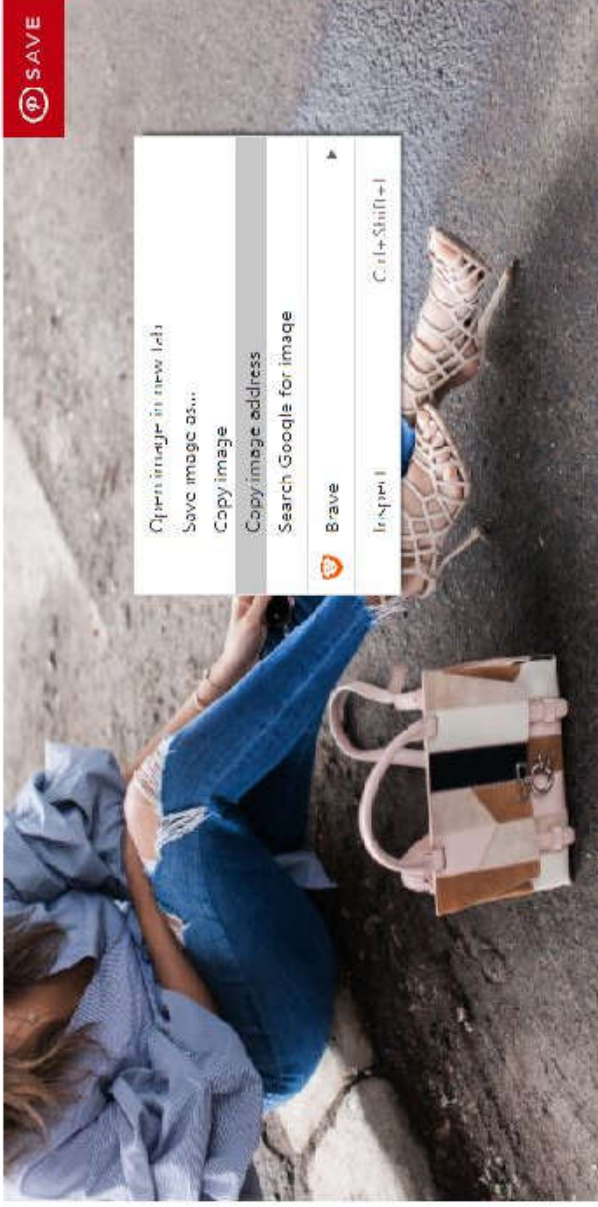 SAVE
Open image in new tab
Save image as...
Copy image
Copy image address
Search Google for image
Brave
Inspect Ctrl+Shift+I